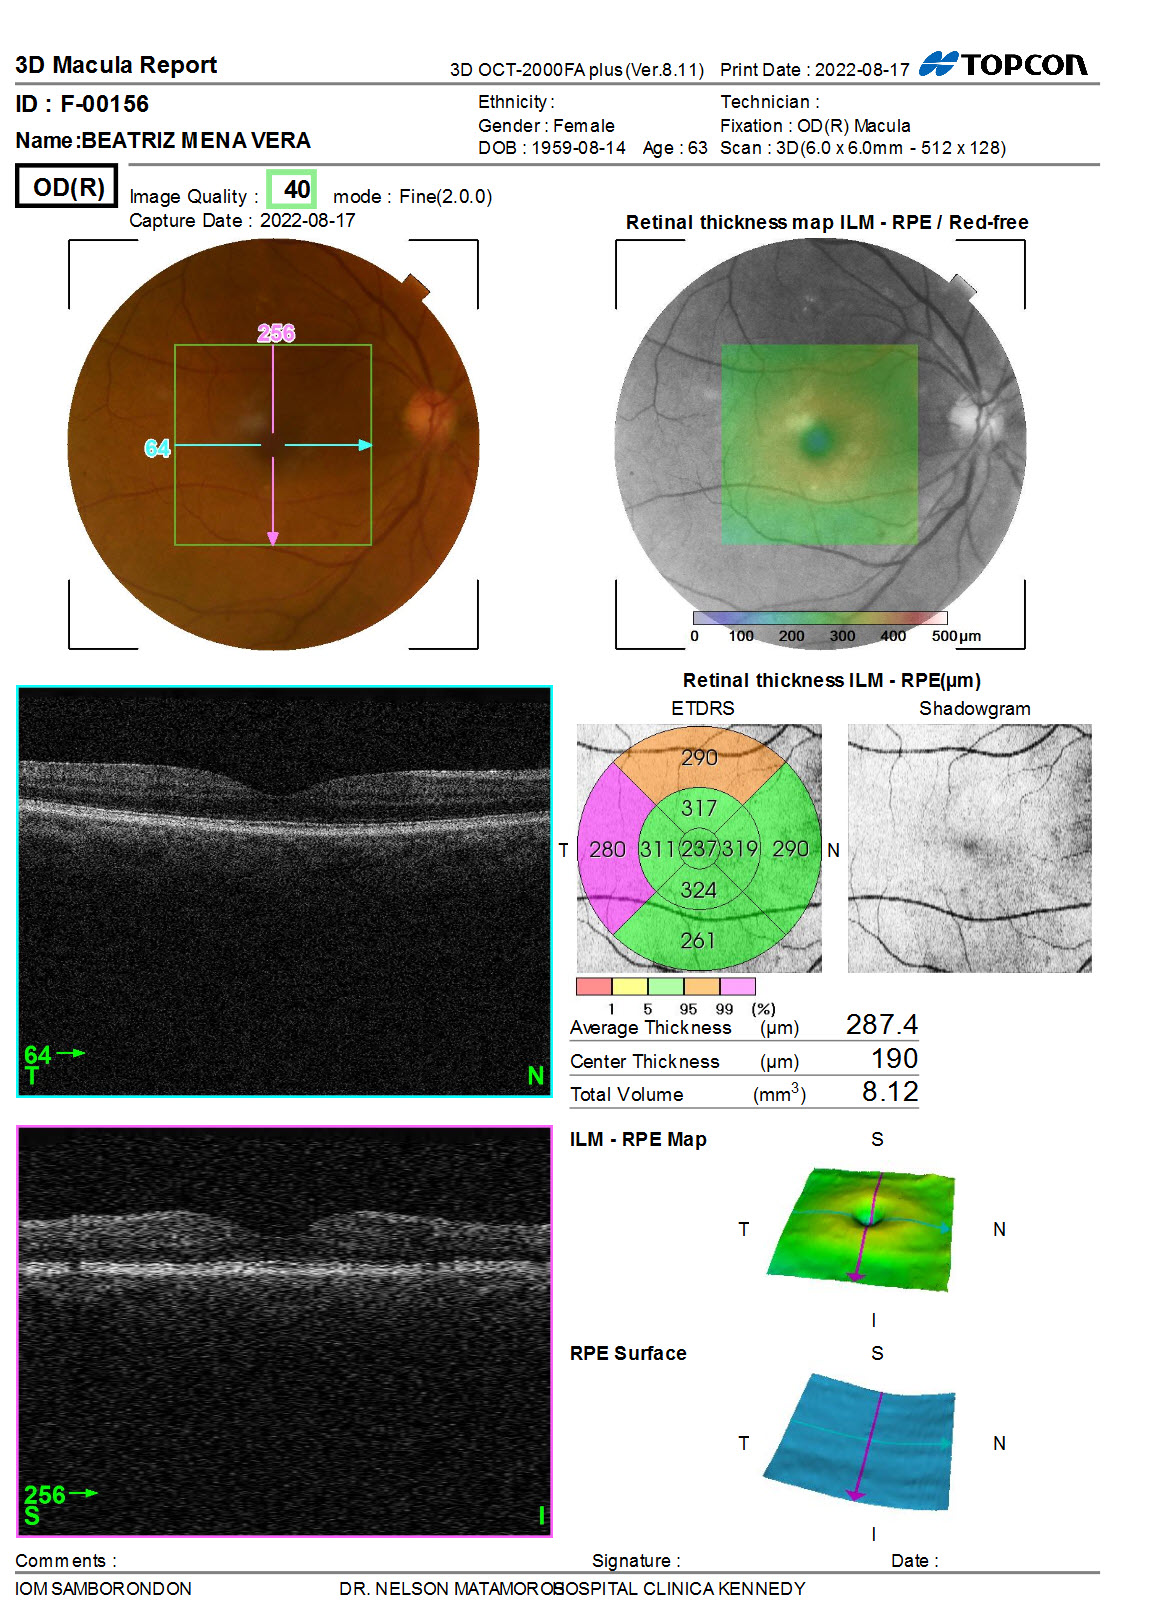 3D Macula Report
3D OCT-2000FA plus(Ver.8.11) Print Date : 2022-08-17 TOPCON
ID : F-00156
Ethnicity :
Technician :
Name:BEATRIZ MENA VERA
Gender : Female
Fixation : OD(R) Macula
DOB : 1959-08-14 Age : 63 Scan : 3D(6.0 x 6.0mm - 512 x 128)
OD(R)
Image Quality : 40 mode : Fine(2.0.0)
Capture Date : 2022-08-17
Retinal thickness map ILM - RPE / Red-free
256
64
0 100 200 300 400 500µm
Retinal thickness ILM - RPE(µm)
ETDRS
Shadowgram
290
317
T 280 311 237 319 290 N
324
261
1 5 95 99 (%)
Average Thickness (µm) 287.4
Center Thickness (µm) 190
Total Volume (mm3) 8.12
64
T N
ILM - RPE Map
S
T N
I
RPE Surface
S
T N
I
256
S I
Comments :
Signature :
Date :
IOM SAMBORONDON
DR. NELSON MATAMOROS
HOSPITAL CLINICA KENNEDY